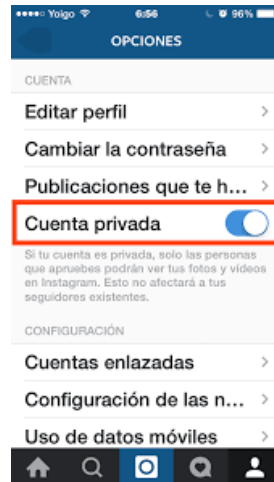 Yoigo 6:56 96%
OPCIONES
CUENTA
Editar perfil
Cambiar la contraseña
Publicaciones que te h...
Cuenta privada
Si tu cuenta es privada, solo las personas
que apruebes podrán ver tus fotos y vídeos
en Instagram. Esto no afectará a tus
seguidores existentes.
CONFIGURACIÓN
Cuentas enlazadas
Configuración de las n...
Uso de datos móviles